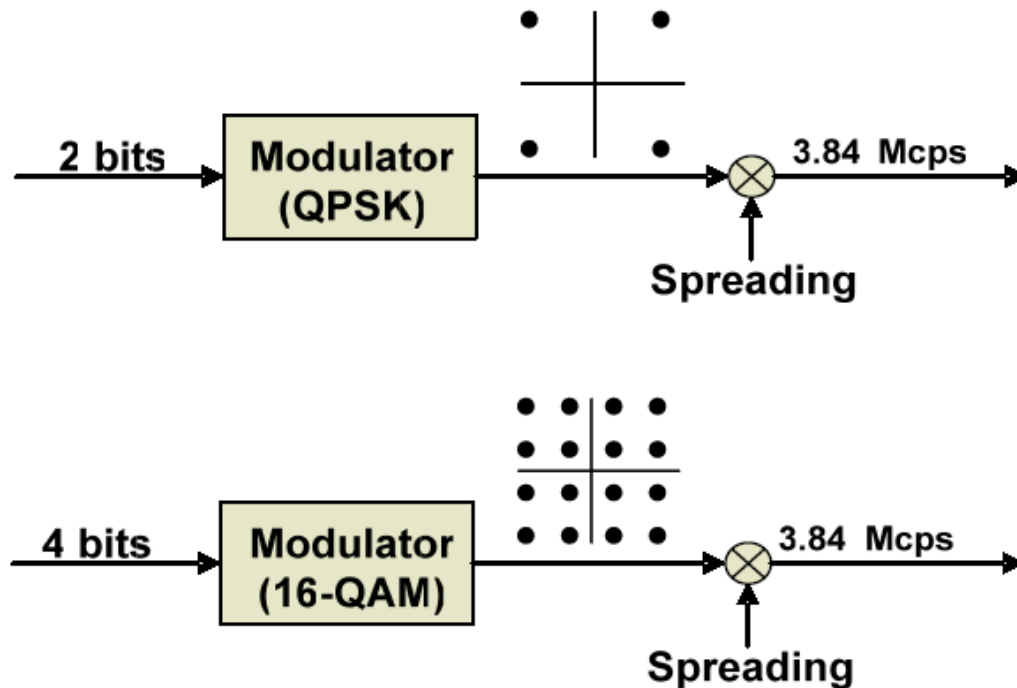 2 bits
Modulator
(QPSK)
3.84 Mcps
Spreading
4 bits
Modulator
(16-QAM)
3.84 Mcps
Spreading